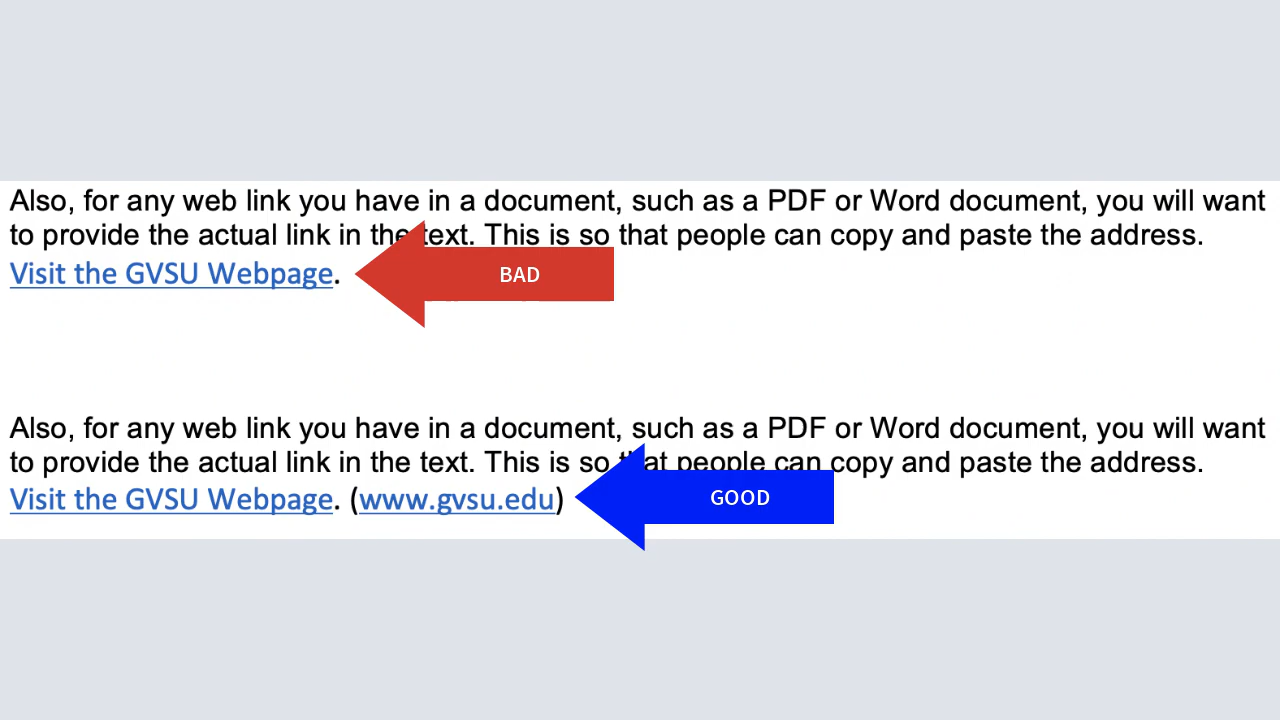 Also, for any web link you have in a document, such as a PDF or Word document, you will want
to provide the actual link in the text. This is so that people can copy and paste the address.
Visit the GVSU Webpage. BAD
Also, for any web link you have in a document, such as a PDF or Word document, you will want
to provide the actual link in the text. This is so that people can copy and paste the address.
Visit the GVSU Webpage. (www.gvsu.edu) GOOD